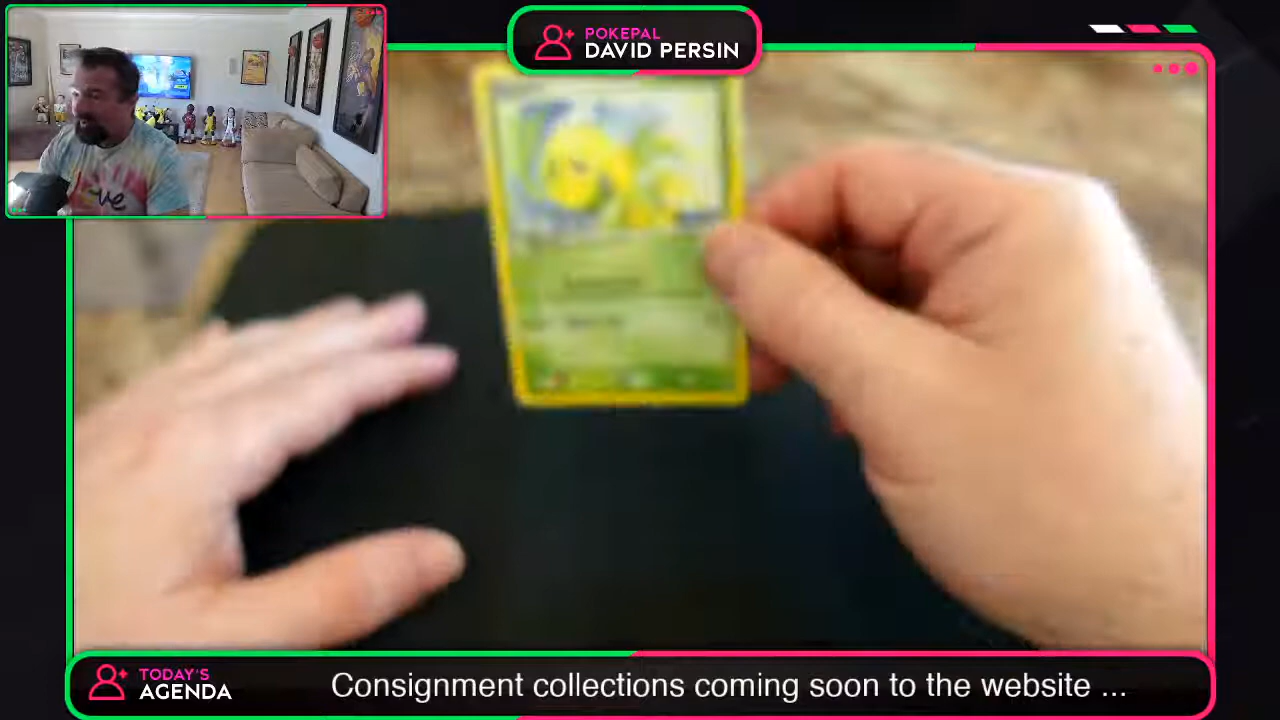 POKEPAL
DAVID PERSIN
TODAY'S
AGENDA
Consignment collections coming soon to the website ...